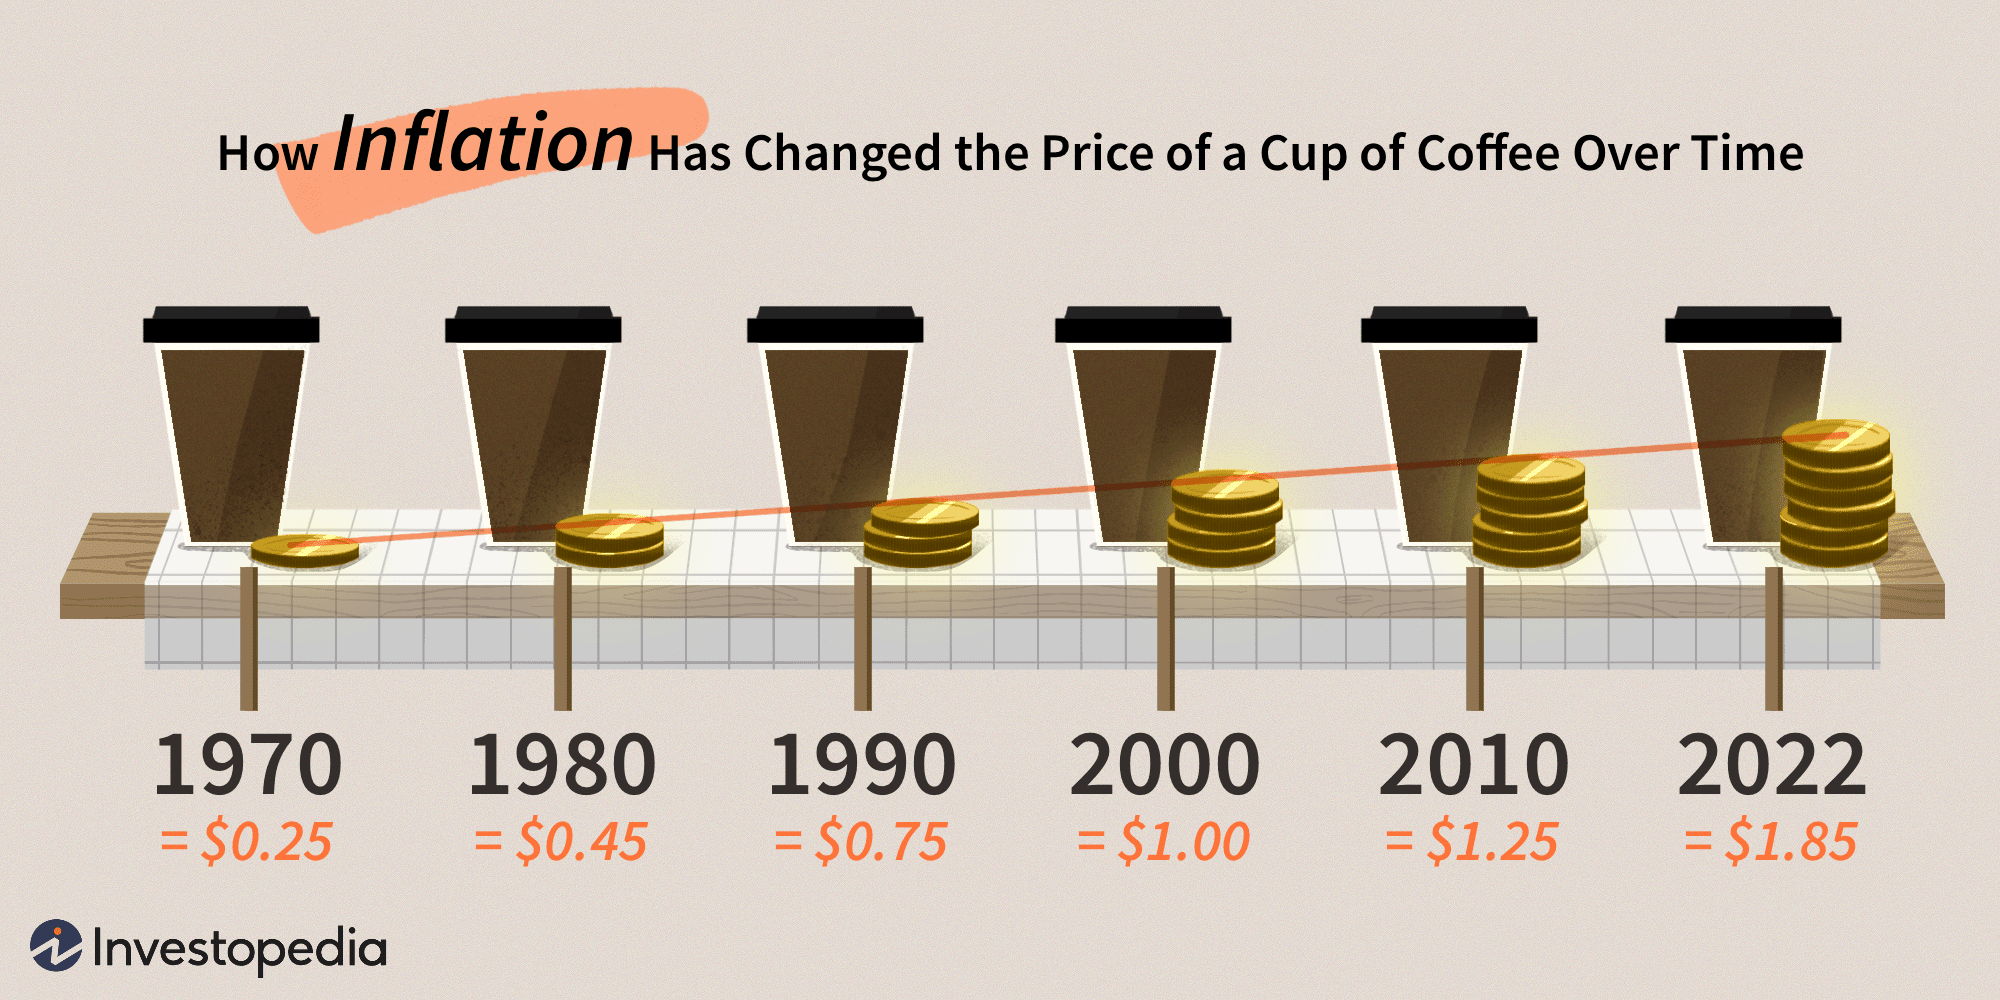 How Inflation Has Changed the Price of a Cup of Coffee Over Time
1970 1980 1990 2000 2010 2022
= $0.25 = $0.45 = $0.75 = $1.00 = $1.25 = $1.85
Investopedia